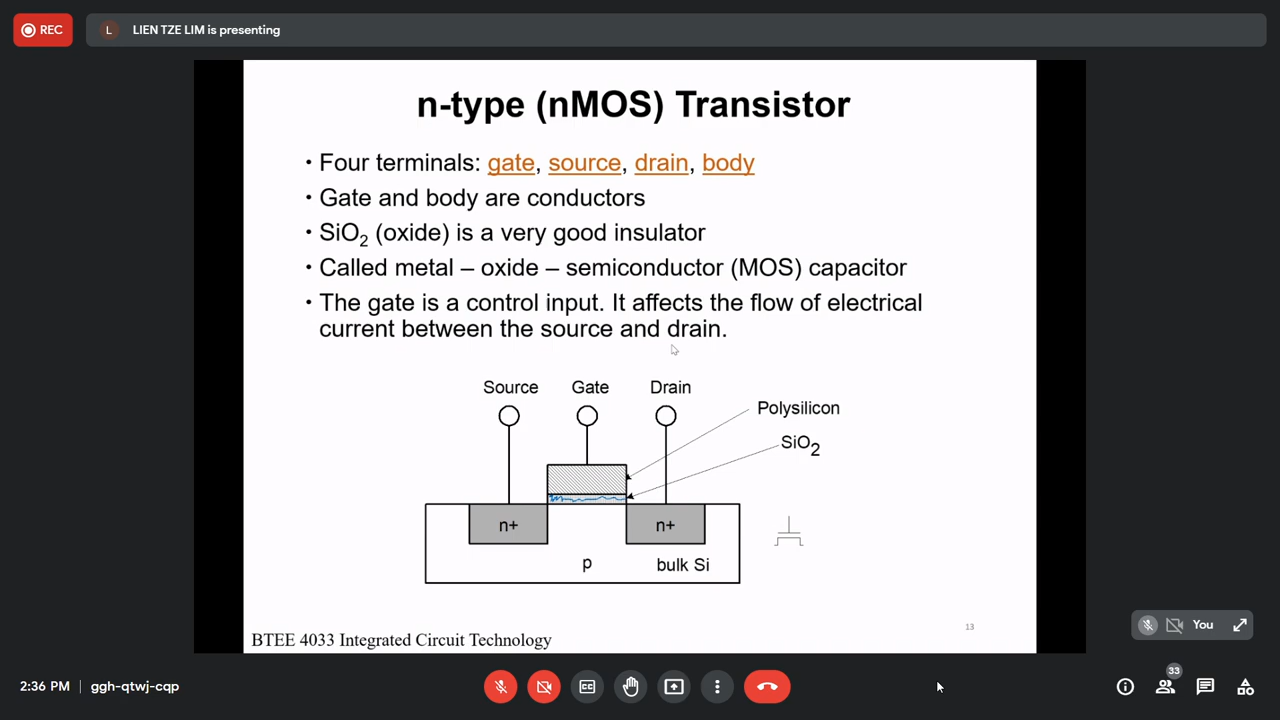 REC
L LIEN TZE LIM is presenting
n-type (nMOS) Transistor
• Four terminals: gate, source, drain, body
• Gate and body are conductors
• SiO2 (oxide) is a very good insulator
• Called metal – oxide – semiconductor (MOS) capacitor
• The gate is a control input. It affects the flow of electrical
current between the source and drain.
Source Gate Drain
Polysilicon
SiO2
n+ n+
p bulk Si
13
BTEE 4033 Integrated Circuit Technology
You
33
2:36 PM | ggh-qtwj-cqp
CC